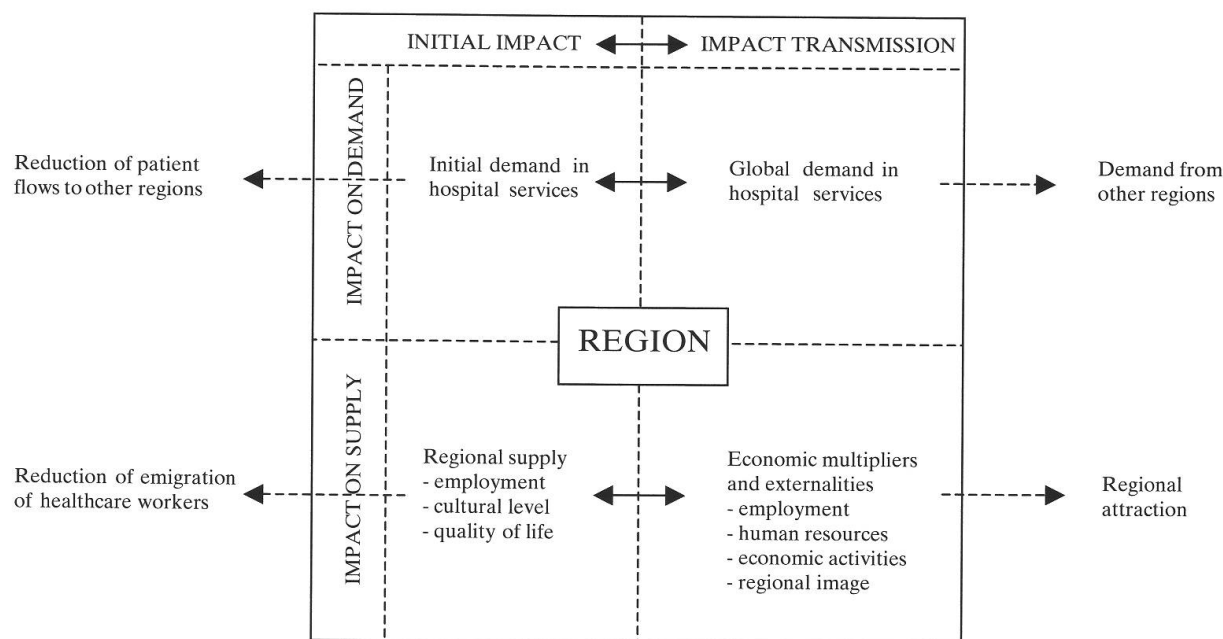 INITIAL IMPACT
IMPACT TRANSMISSION
IMPACT ON DEMAND
Reduction of patient
flows to other regions
Initial demand in
hospital services
Global demand in
hospital services
Demand from
other regions
REGION
IMPACT ON SUPPLY
Reduction of emigration
of healthcare workers
Regional supply
- employment
- cultural level
- quality of life
Economic multipliers
and externalities
- employment
- human resources
- economic activities
- regional image
Regional
attraction